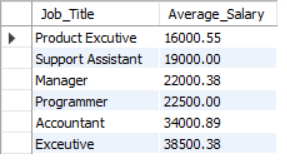 Job_Title Average_Salary
Product Excutive 16000.55
Support Assistant 19000.00
Manager 22000.38
Programmer 22500.00
Accountant 34000.89
Exceutive 38500.38